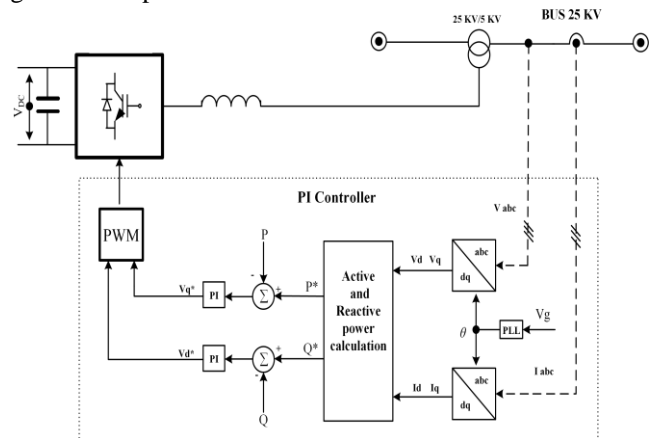 25 KV/5 KV
BUS 25 KV
VDC
PI Controller
V abc
PWM
P
-
+
Σ
P*
PI
Vq*
Active
and
Reactive
power
calculation
Vd Vq
abc
dq
Vg
PLL
θ
Vd*
PI
Σ
+
-
Q*
Q
Id Iq
abc
dq
I abc